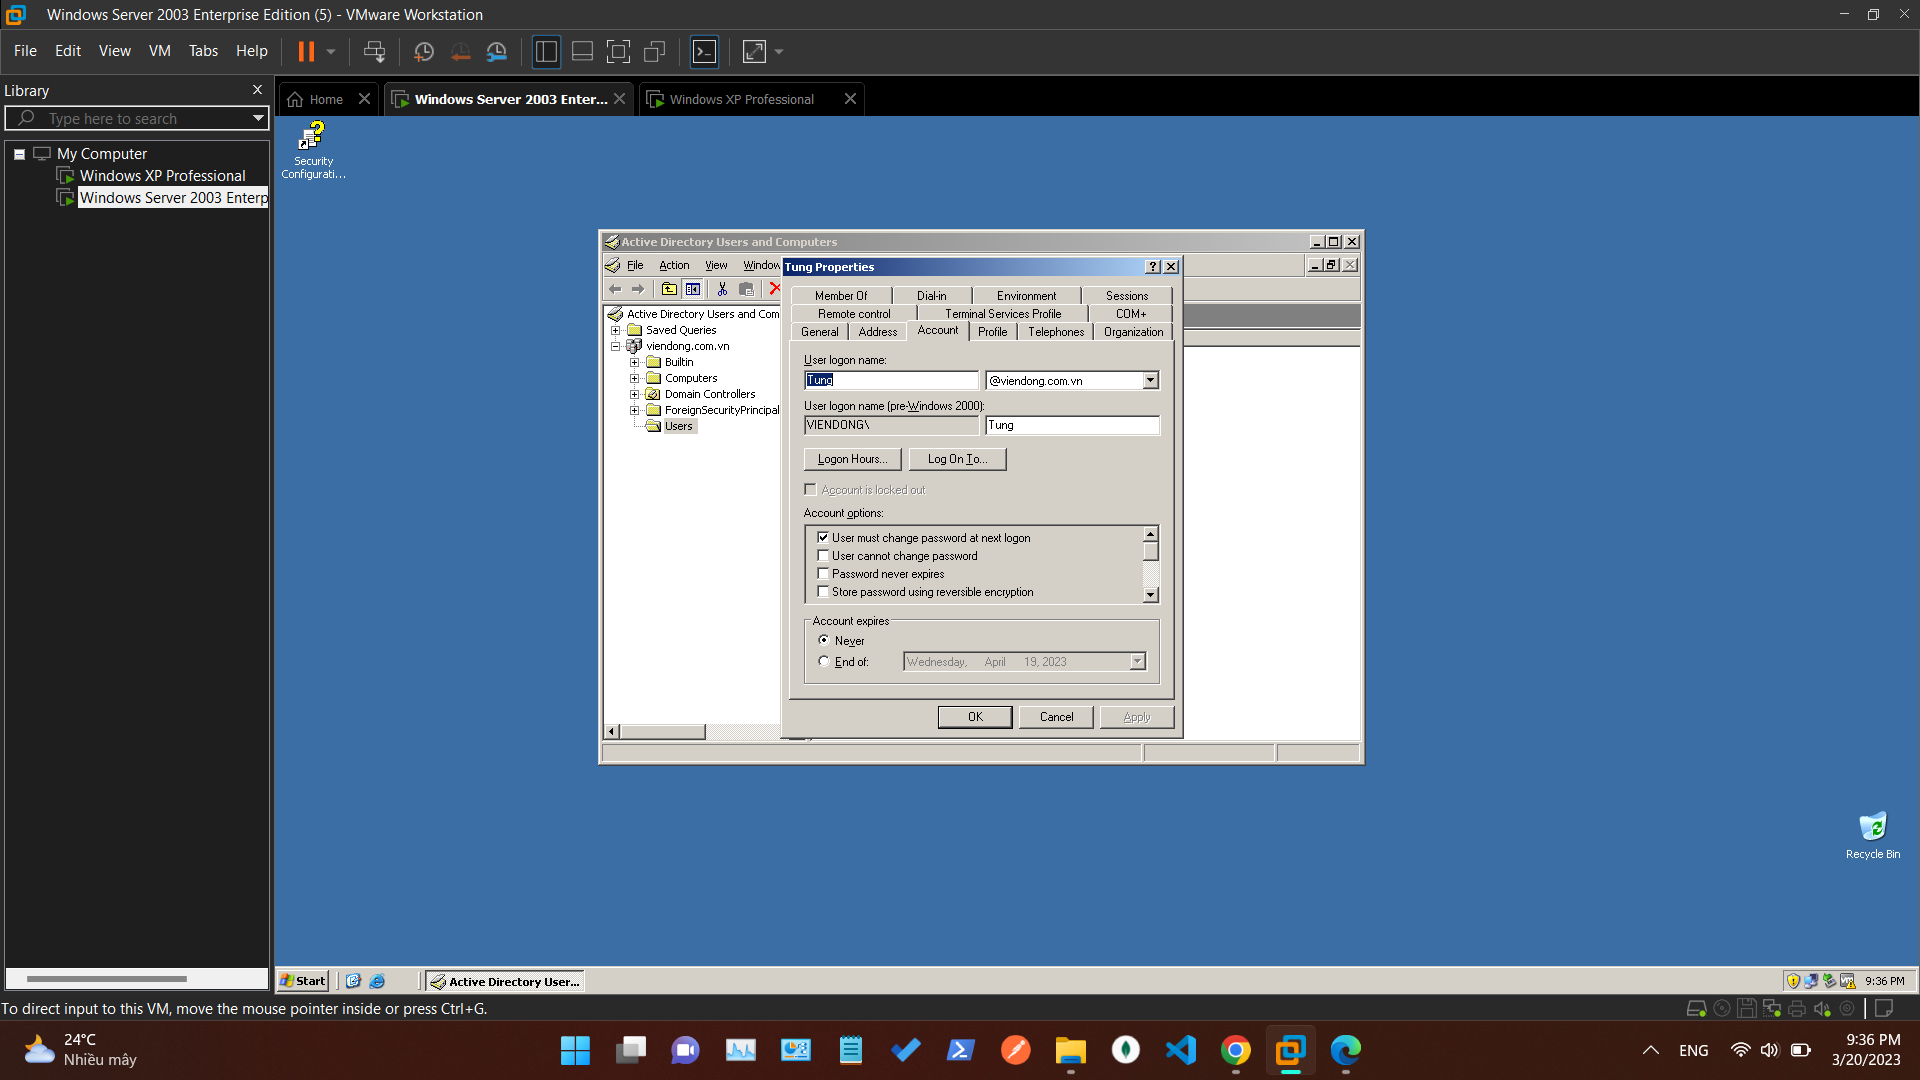 Windows Server 2003 Enterprise Edition (5) - VMware Workstation
File Edit View VM Tabs Help
Library
Type here to search
My Computer
Windows XP Professional
Windows Server 2003 Enterp
Home
Windows Server 2003 Enter...
Windows XP Professional
Security
Configurati...
Active Directory Users and Computers
File Action View Window
Active Directory Users and Com
Saved Queries
viendong.com.vn
Builtin
Computers
Domain Controllers
ForeignSecurityPrincipal
Users
Tung Properties
Member Of Dial-in Environment Sessions
Remote control Terminal Services Profile COM+
General Address Account Profile Telephones Organization
User logon name:
Tung @viendong.com.vn
User logon name (pre-Windows 2000):
VIENDONG\ Tung
Logon Hours... Log On To...
Account is locked out
Account options:
User must change password at next logon
User cannot change password
Password never expires
Store password using reversible encryption
Account expires
Never
End of: Wednesday, April 19, 2023
OK Cancel Apply
Recycle Bin
Start Active Directory User... 9:36 PM
To direct input to this VM, move the mouse pointer inside or press Ctrl+G.
24°C
Nhiều mây
ENG
9:36 PM
3/20/2023